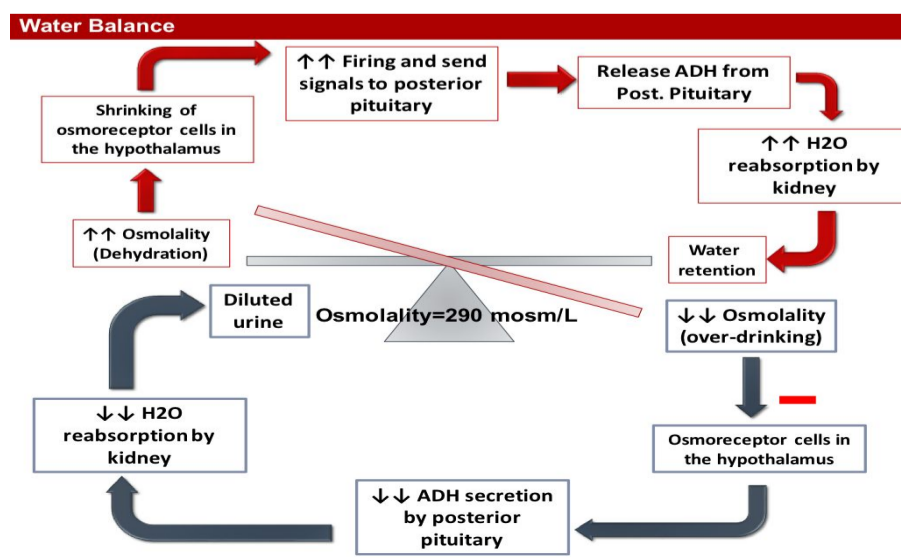 Water Balance
↑↑ Firing and send
signals to posterior
pituitary
Release ADH from
Post. Pituitary
Shrinking of
osmoreceptor cells in
the hypothalamus
↑↑ H2O
reabsorption by
kidney
↑↑ Osmolality
(Dehydration)
Water
retention
Diluted
urine
Osmolality=290 mosm/L
↓↓ Osmolality
(over-drinking)
↓↓ H2O
reabsorption by
kidney
Osmoreceptor cells in
the hypothalamus
↓↓ ADH secretion
by posterior
pituitary